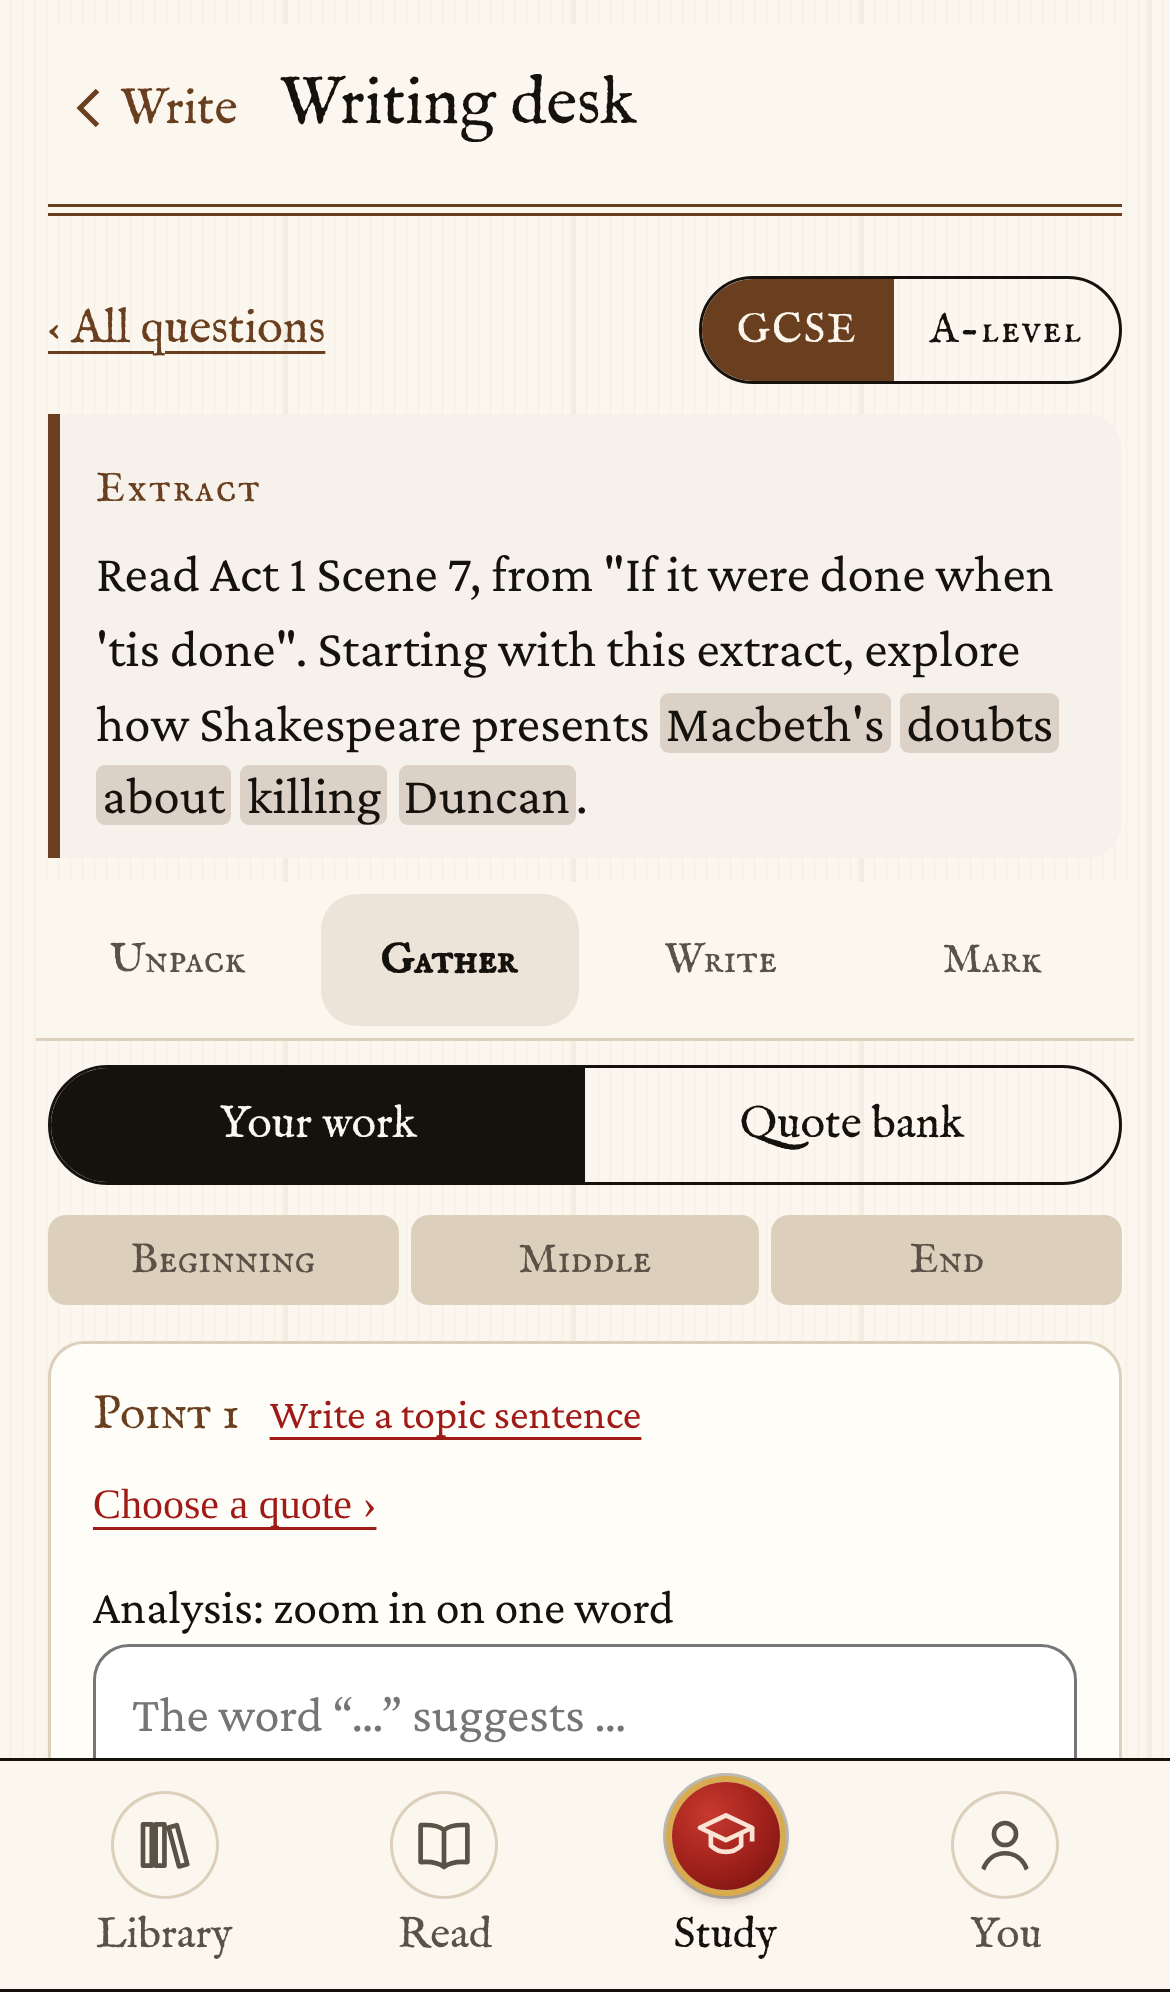 Write Writing desk
‹ All questions GCSE A-level
Extract
Read Act 1 Scene 7, from "If it were done when
'tis done". Starting with this extract, explore
how Shakespeare presents Macbeth's doubts
about killing Duncan.
Unpack Gather Write Mark
Your work Quote bank
Beginning Middle End
Point 1 Write a topic sentence
Choose a quote ›
Analysis: zoom in on one word
The word “…” suggests …
Library Read Study You